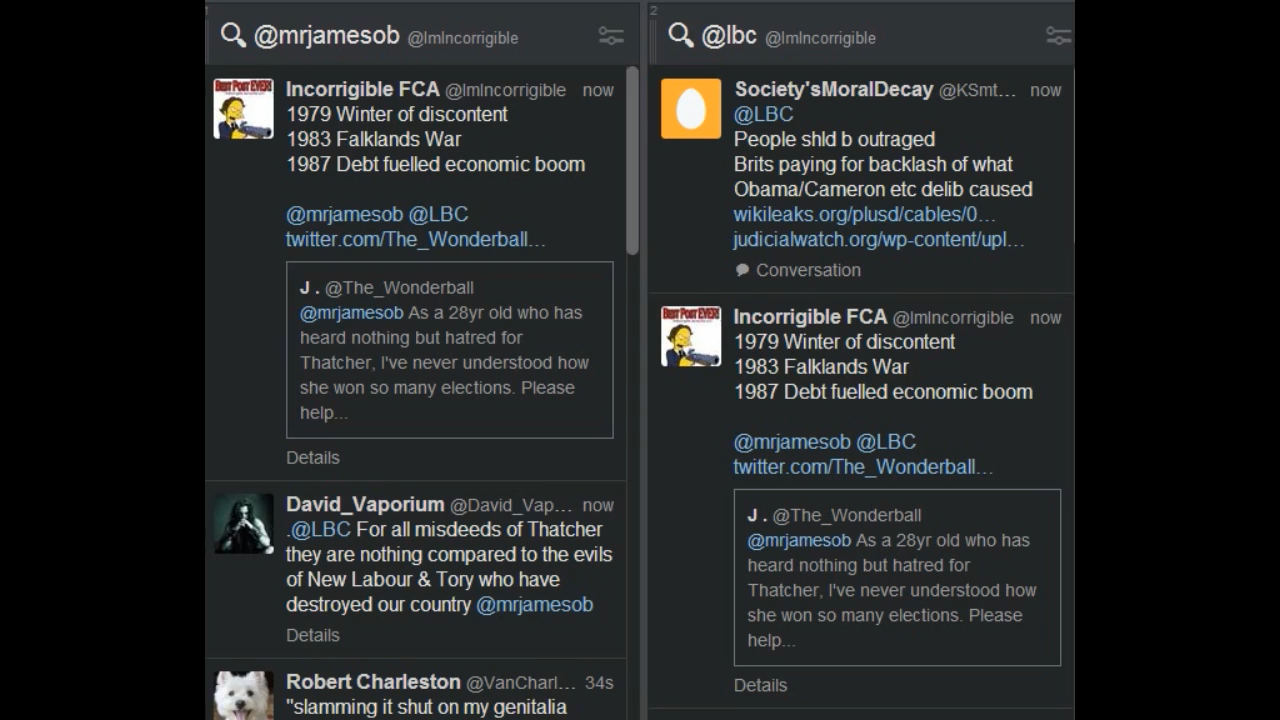 1
@mrjamesob @ImIncorrigible
BEST POST EVER!
Incorrigible FCA @ImIncorrigible now
1979 Winter of discontent
1983 Falklands War
1987 Debt fuelled economic boom
@mrjamesob @LBC
twitter.com/The_Wonderball…
J . @The_Wonderball
@mrjamesob As a 28yr old who has
heard nothing but hatred for
Thatcher, I've never understood how
she won so many elections. Please
help...
Details
David_Vaporium @David_Vap... now
.@LBC For all misdeeds of Thatcher
they are nothing compared to the evils
of New Labour & Tory who have
destroyed our country @mrjamesob
Details
Robert Charleston @VanCharl... 34s
"slamming it shut on my genitalia
2
@lbc @ImIncorrigible
Society'sMoralDecay @KSmt... now
@LBC
People shld b outraged
Brits paying for backlash of what
Obama/Cameron etc delib caused
wikileaks.org/plusd/cables/0…
judicialwatch.org/wp-content/upl…
Conversation
BEST POST EVER!
Incorrigible FCA @ImIncorrigible now
1979 Winter of discontent
1983 Falklands War
1987 Debt fuelled economic boom
@mrjamesob @LBC
twitter.com/The_Wonderball…
J . @The_Wonderball
@mrjamesob As a 28yr old who has
heard nothing but hatred for
Thatcher, I've never understood how
she won so many elections. Please
help...
Details